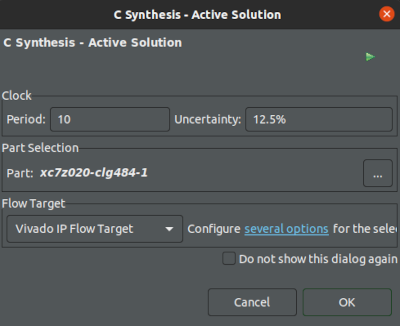 C Synthesis - Active Solution
C Synthesis - Active Solution
Clock
Period: 10 Uncertainty: 12.5%
Part Selection
Part: xc7z020-clg484-1 ...
Flow Target
Vivado IP Flow Target Configure several options for the sele
Do not show this dialog again
Cancel OK